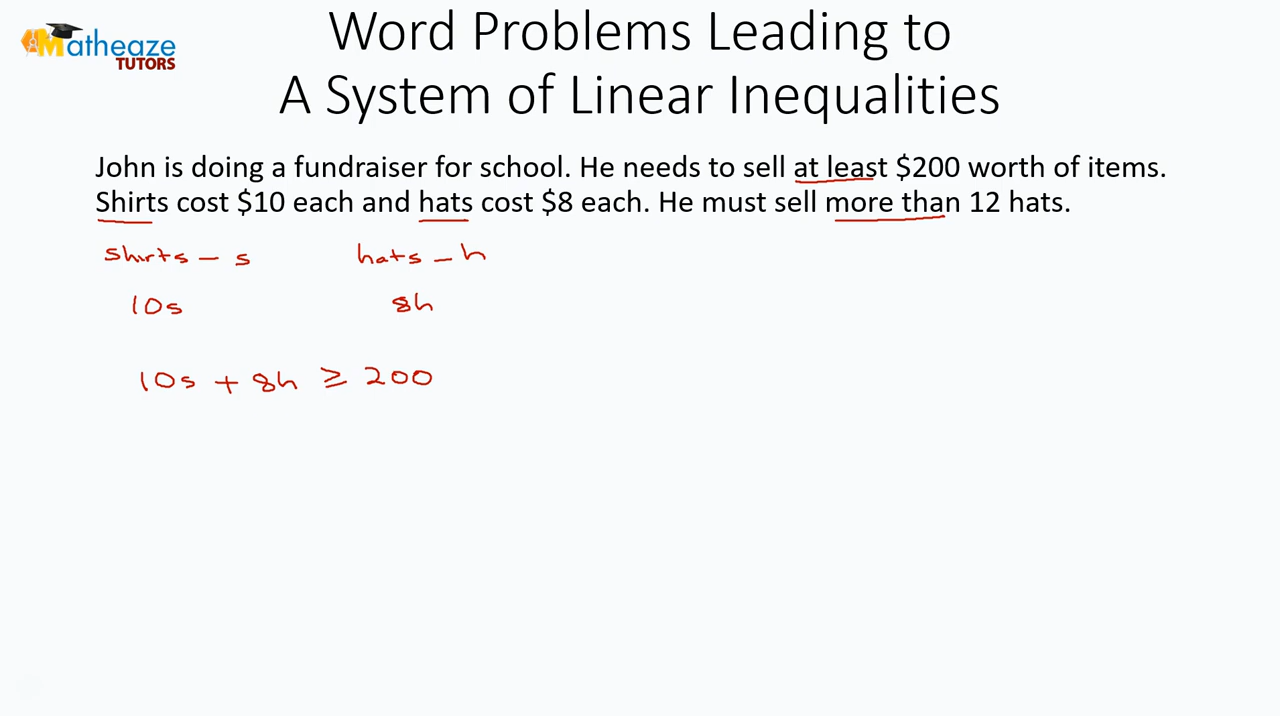 Matheaze
TUTORS
Word Problems Leading to
A System of Linear Inequalities
John is doing a fundraiser for school. He needs to sell at least $200 worth of items.
Shirts cost $10 each and hats cost $8 each. He must sell more than 12 hats.
shirts – s hats – h
10s 8h
10s + 8h ≥ 200